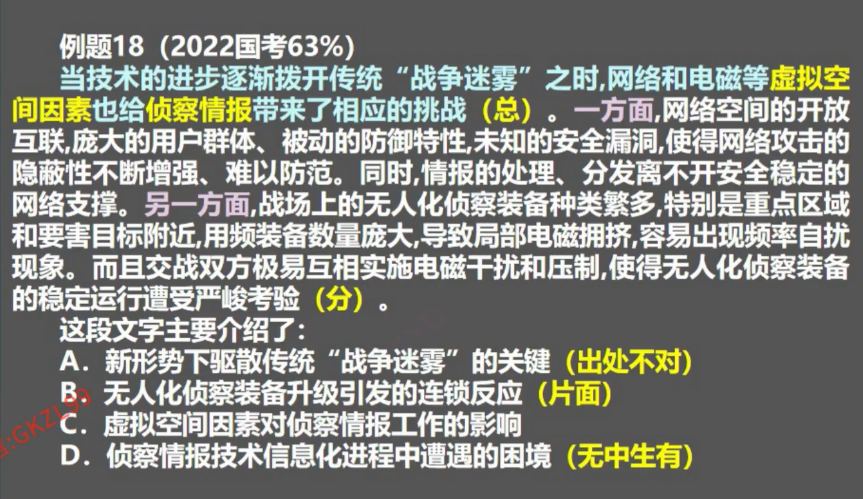 例题18（2022国考63%）
当技术的进步逐渐拨开传统“战争迷雾”之时,网络和电磁等虚拟空
间因素也给侦察情报带来了相应的挑战（总）。一方面,网络空间的开放
互联,庞大的用户群体、被动的防御特性,未知的安全漏洞,使得网络攻击的
隐蔽性不断增强、难以防范。同时,情报的处理、分发离不开安全稳定的
网络支撑。另一方面,战场上的无人化侦察装备种类繁多,特别是重点区域
和要害目标附近,用频装备数量庞大,导致局部电磁拥挤,容易出现频率自扰
现象。而且交战双方极易互相实施电磁干扰和压制,使得无人化侦察装备
的稳定运行遭受严峻考验（分）。
这段文字主要介绍了：
A．新形势下驱散传统“战争迷雾”的关键（出处不对）
B．无人化侦察装备升级引发的连锁反应（片面）
C．虚拟空间因素对侦察情报工作的影响
D．侦察情报技术信息化进程中遭遇的困境（无中生有）
:GKZL99